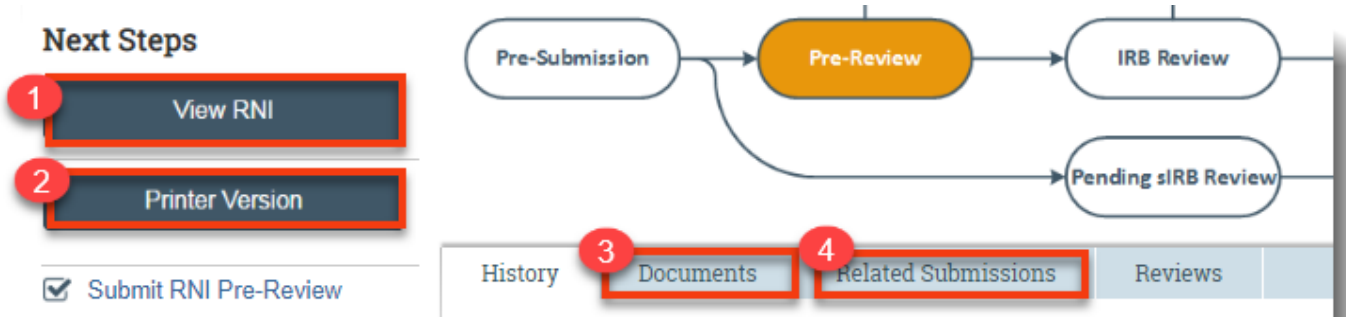 Next Steps
1
View RNI
2
Printer Version
Submit RNI Pre-Review
Pre-Submission
Pre-Review
IRB Review
Pending sIRB Review
History
3
Documents
4
Related Submissions
Reviews